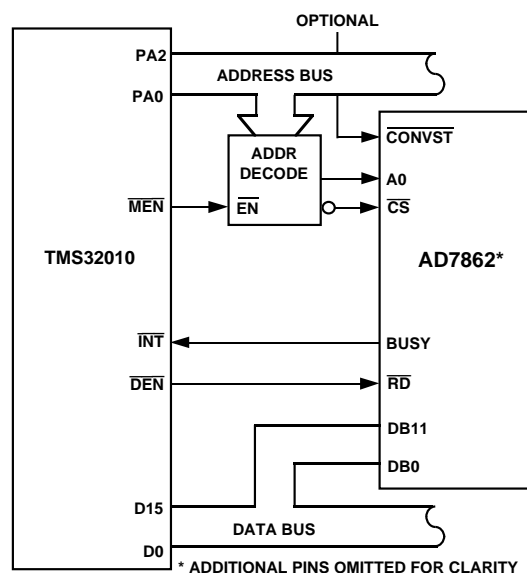 OPTIONAL
PA2
ADDRESS BUS
PA0
ADDR
DECODE
EN
CONVST
A0
CS
MEN
TMS32010
AD7862*
INT
BUSY
DEN
RD
DB11
DB0
D15
DATA BUS
D0
* ADDITIONAL PINS OMITTED FOR CLARITY